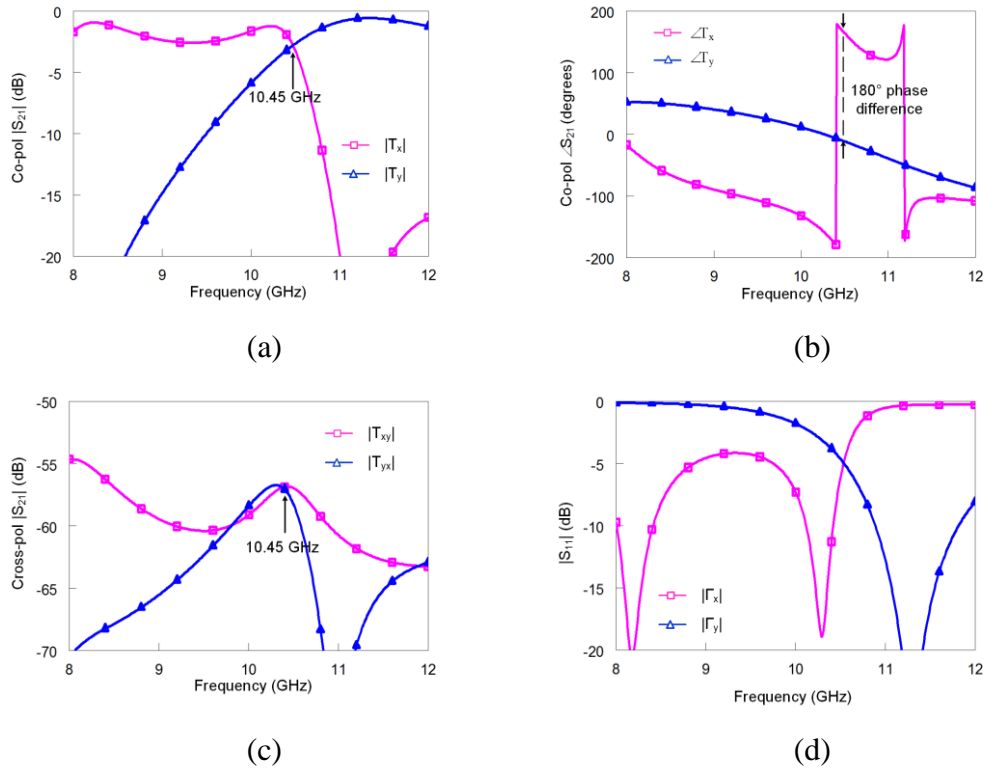 0
-5
-10
-15
-20
8
9
10
11
12
Co-pol |S21| (dB)
Frequency (GHz)
10.45 GHz
|Tx|
|Ty|
(a)
200
100
0
-100
-200
8
9
10
11
12
Co-pol ∠S21 (degrees)
Frequency (GHz)
∠Tx
∠Ty
180° phase
difference
(b)
-50
-55
-60
-65
-70
8
9
10
11
12
Cross-pol |S21| (dB)
Frequency (GHz)
|Txy|
|Tyx|
10.45 GHz
(c)
0
-5
-10
-15
-20
8
9
10
11
12
|S11| (dB)
Frequency (GHz)
|Γx|
|Γy|
(d)